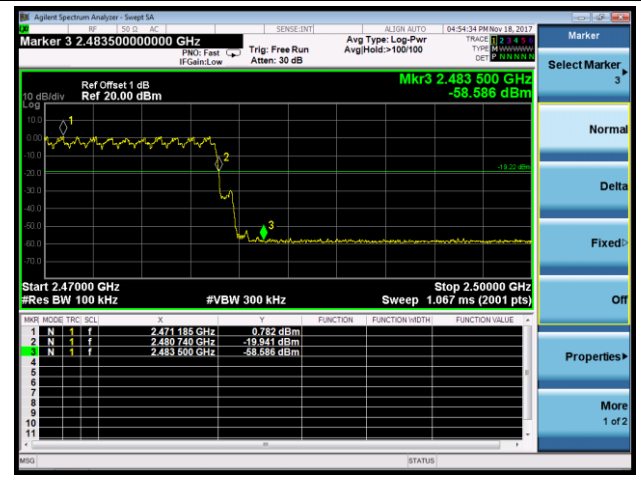 Agilent Spectrum Analyzer - Swept SA
RF 50 Ω AC SENSE:INT ALIGN AUTO 04:54:34 PM Nov 18, 2017
Marker 3 2.483500000000 GHz
PNO: Fast
IFGain:Low
Trig: Free Run
Atten: 30 dB
Avg Type: Log-Pwr
Avg|Hold:>100/100
TRACE 1 2 3 4 5 6
TYPE M WWWWW
DET P N N N N N
Mkr3 2.483 500 GHz
-58.586 dBm
Ref Offset 1 dB
10 dB/div Ref 20.00 dBm
Log
10.0
0.00
-10.0
-20.0
-30.0
-40.0
-50.0
-60.0
-70.0
1
2
3
-19.22 dBm
Start 2.47000 GHz Stop 2.50000 GHz
#Res BW 100 kHz #VBW 300 kHz Sweep 1.067 ms (2001 pts)
MKR MODE TRC SCL X Y FUNCTION FUNCTION WIDTH FUNCTION VALUE
1 N 1 f 2.471 185 GHz 0.782 dBm
2 N 1 f 2.480 740 GHz -19.941 dBm
3 N 1 f 2.483 500 GHz -58.586 dBm
4
5
6
7
8
9
10
11
MSG STATUS
Marker
Select Marker
3
Normal
Delta
Fixed
Off
Properties
More
1 of 2